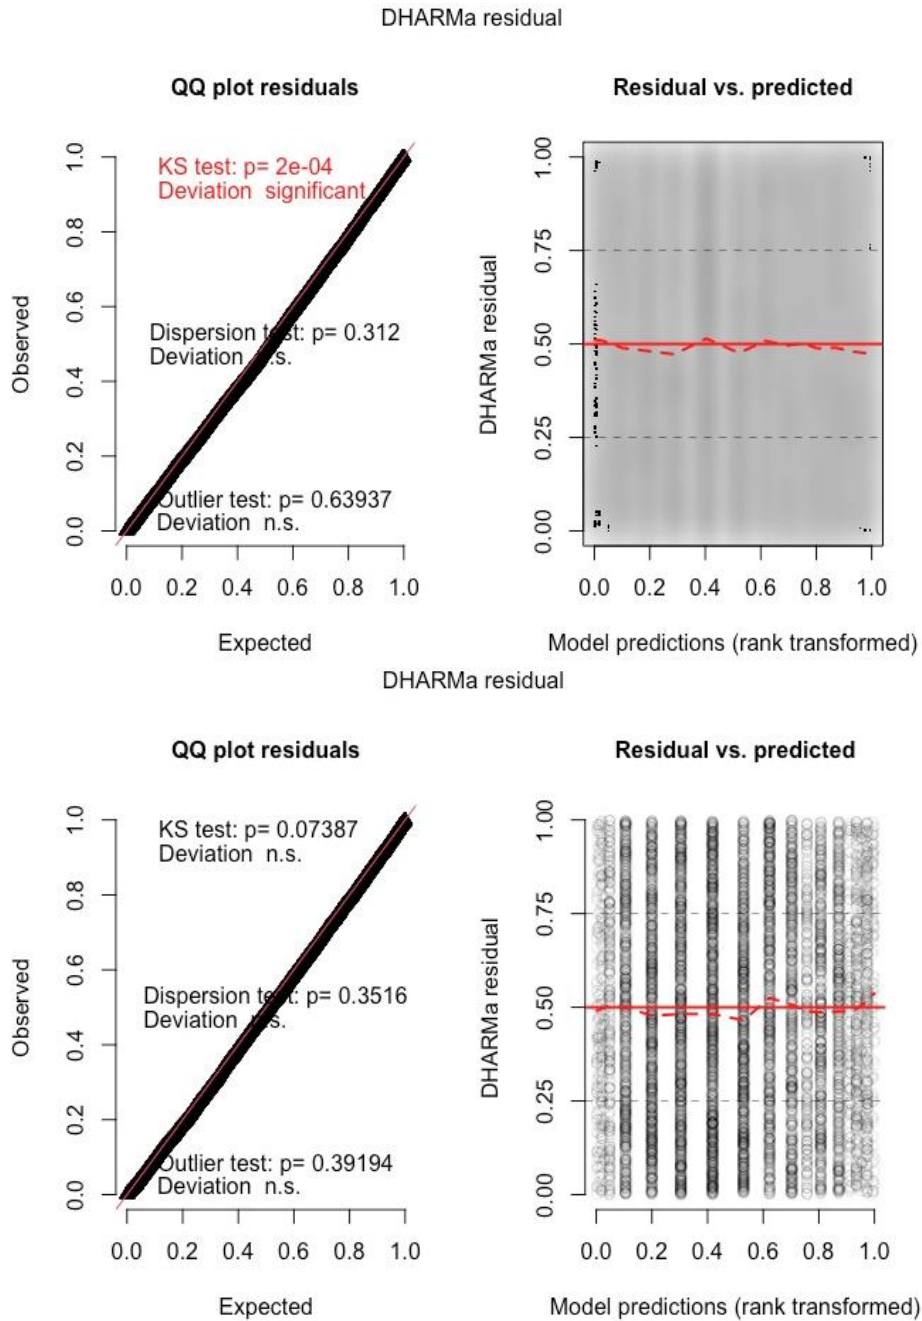 DHARMa residual
QQ plot residuals
KS test: p= 2e-04
Deviation significant
Dispersion test: p= 0.312
Deviation n.s.
Outlier test: p= 0.63937
Deviation n.s.
Observed
0.0 0.2 0.4 0.6 0.8 1.0
0.0 0.2 0.4 0.6 0.8 1.0
Expected
Residual vs. predicted
DHARMa residual
0.00 0.25 0.50 0.75 1.00
0.0 0.2 0.4 0.6 0.8 1.0
Model predictions (rank transformed)
DHARMa residual
QQ plot residuals
KS test: p= 0.07387
Deviation n.s.
Dispersion test: p= 0.3516
Deviation n.s.
Outlier test: p= 0.39194
Deviation n.s.
Observed
0.0 0.2 0.4 0.6 0.8 1.0
0.0 0.2 0.4 0.6 0.8 1.0
Expected
Residual vs. predicted
DHARMa residual
0.00 0.25 0.50 0.75 1.00
0.0 0.2 0.4 0.6 0.8 1.0
Model predictions (rank transformed)